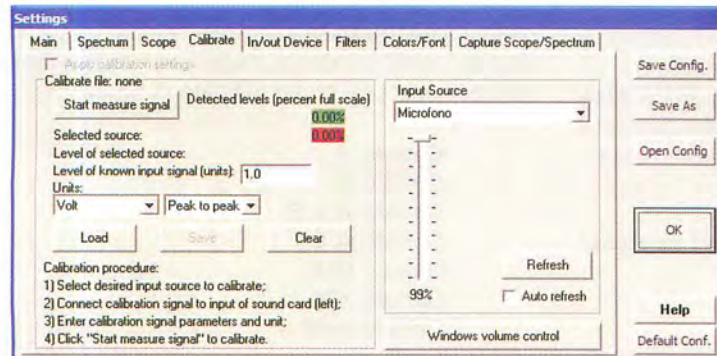 Settings
Main Spectrum Scope Calibrate In/out Device Filters Colors/Font Capture Scope/Spectrum
Apply calibration settings
Calibrate file: none
Start measure signal
Detected levels (percent full scale)
0.00%
Selected source:
0.00%
Level of selected source:
Level of known input signal (units): 1.0
Units:
Volt Peak to peak
Load Save Clear
Calibration procedure:
1) Select desired input source to calibrate;
2) Connect calibration signal to input of sound card (left);
3) Enter calibration signal parameters and unit;
4) Click "Start measure signal" to calibrate.
Input Source
Microfono
99%
Refresh
Auto refresh
Windows volume control
Save Config.
Save As
Open Config
OK
Help
Default Conf.